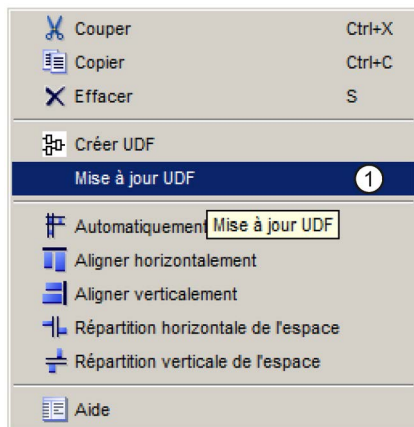 Couper Ctrl+X
Copier Ctrl+C
Effacer S
Créer UDF
Mise à jour UDF 1
Automatiquement Mise à jour UDF
Aligner horizontalement
Aligner verticalement
Répartition horizontale de l'espace
Répartition verticale de l'espace
Aide